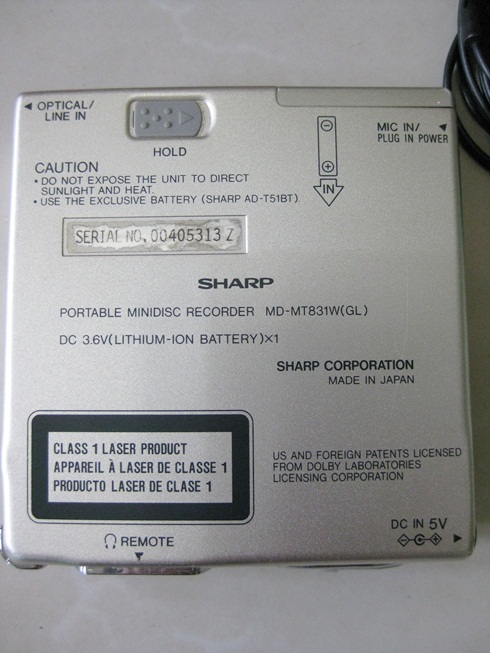 OPTICAL/
LINE IN
HOLD
MIC IN/
PLUG IN POWER
IN
CAUTION
• DO NOT EXPOSE THE UNIT TO DIRECT
SUNLIGHT AND HEAT.
• USE THE EXCLUSIVE BATTERY (SHARP AD-T51BT).
SERIAL NO. 00405313 Z
SHARP
PORTABLE MINIDISC RECORDER MD-MT831W(GL)
DC 3.6V(LITHIUM-ION BATTERY)×1
SHARP CORPORATION
MADE IN JAPAN
CLASS 1 LASER PRODUCT
APPAREIL À LASER DE CLASSE 1
PRODUCTO LASER DE CLASE 1
US AND FOREIGN PATENTS LICENSED
FROM DOLBY LABORATORIES
LICENSING CORPORATION
DC IN 5V
REMOTE